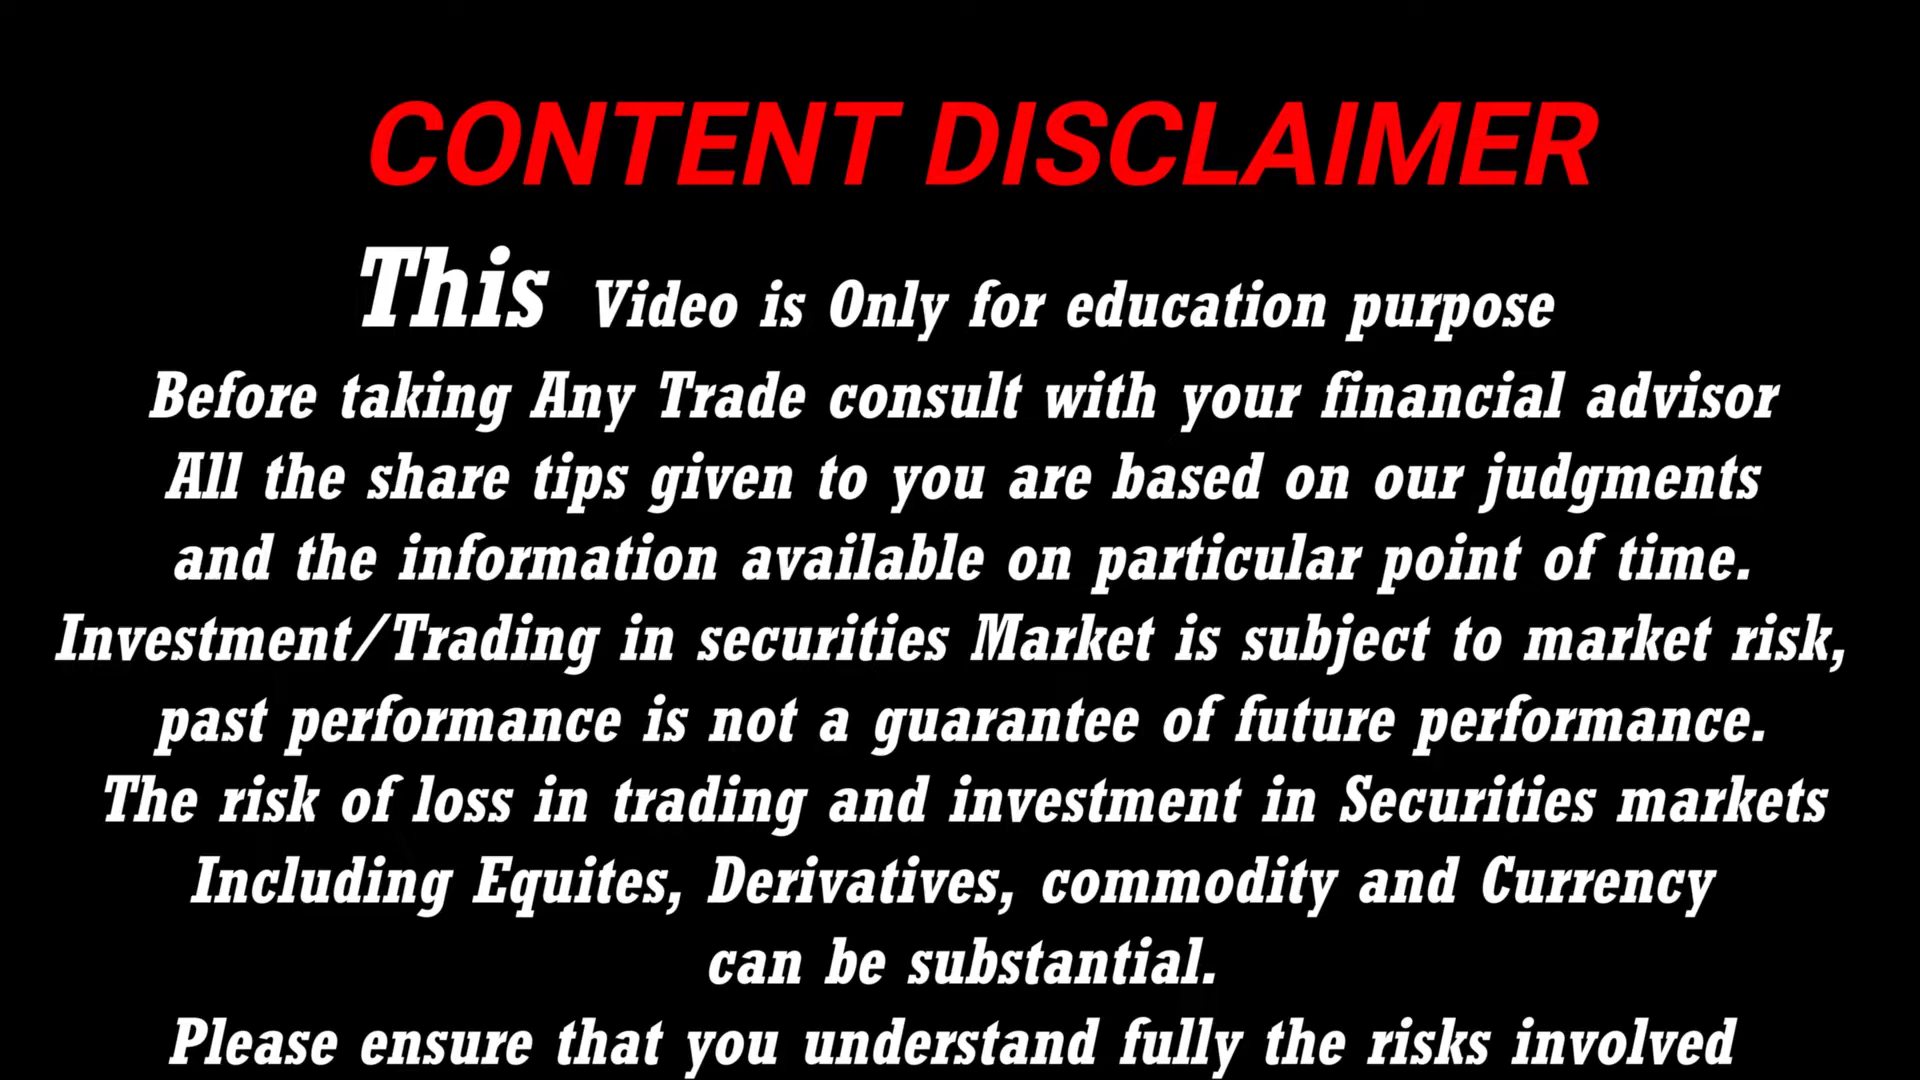 CONTENT DISCLAIMER
This Video is Only for education purpose
Before taking Any Trade consult with your financial advisor
All the share tips given to you are based on our judgments
and the information available on particular point of time.
Investment/Trading in securities Market is subject to market risk,
past performance is not a guarantee of future performance.
The risk of loss in trading and investment in Securities markets
Including Equites, Derivatives, commodity and Currency
can be substantial.
Please ensure that you understand fully the risks involved